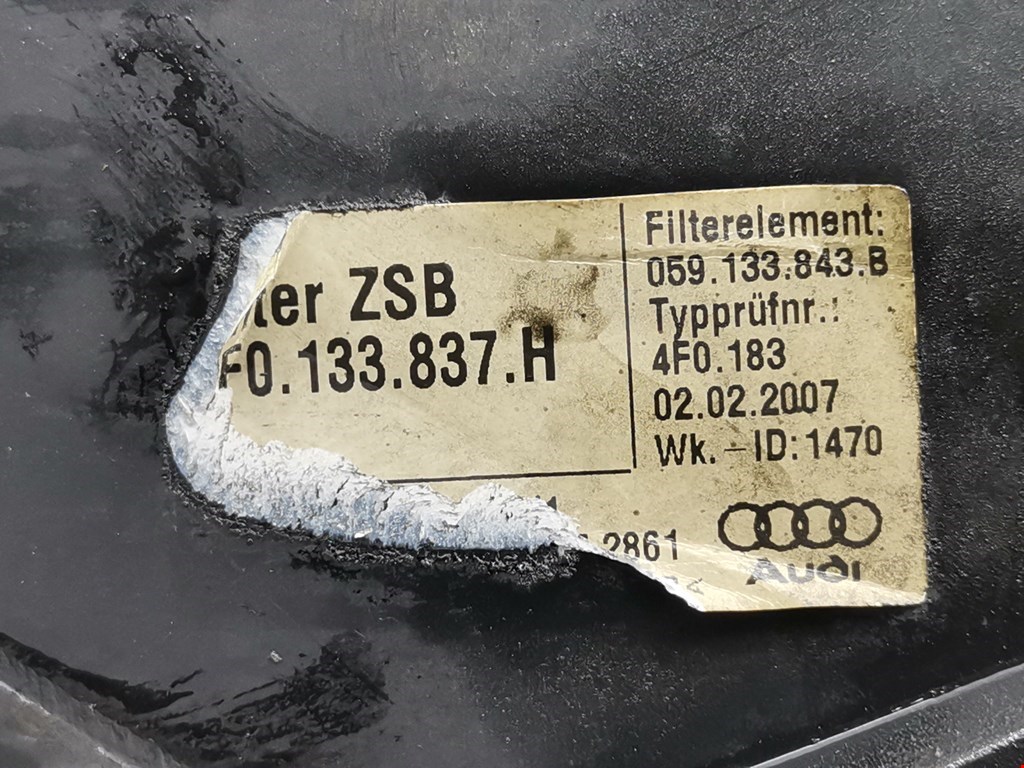 ter ZSB
F0.133.837.H
Filterelement:
059.133.843.B
Typprüfnr.:
4F0.183
02.02.2007
Wk.-ID:1470
2861
Audi